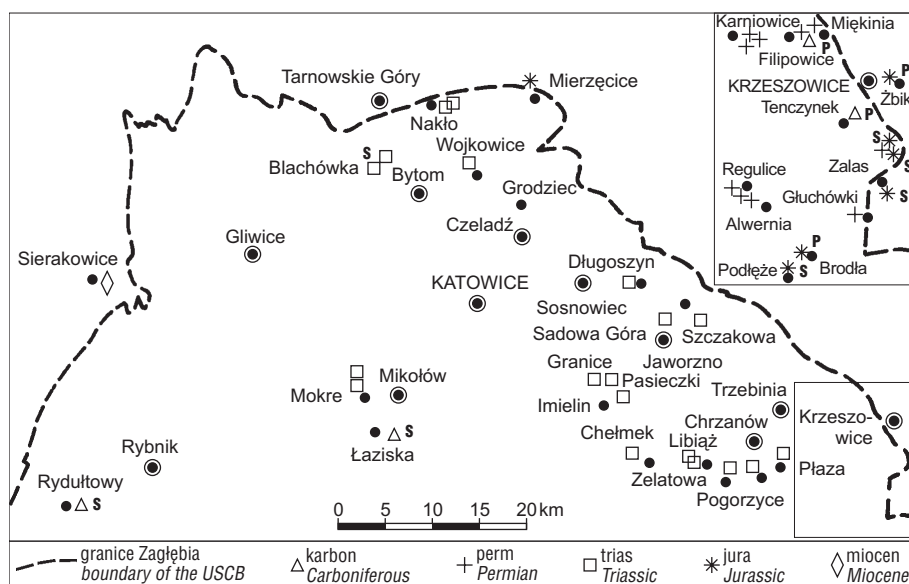 Karniowice
Miękinia
Filipowice
P
KRZESZOWICE
P
Żbik
Tenczynek
P
S
S
Regulice
Zalas
S
Głuchówki
Alwernia
P
Podłęże
S
Brodła
Tarnowskie Góry
Mierzęcice
Nakło
Wojkowice
S
Blachówka
Bytom
Grodziec
Czeladź
Gliwice
Sierakowice
Długoszyn
KATOWICE
Sosnowiec
Sadowa Góra
Szczakowa
Jaworzno
Granice
Pasieczki
Mikołów
Mokre
Imielin
Trzebinia
Chrzanów
Krzeszo-
wice
Chełmek
Libiąż
S
Łaziska
Rybnik
Zelatowa
Płaza
Rydułtowy
Pogorzyce
S
0 5 10 15 20 km
granice Zagłębia
boundary of the USCB
karbon
Carboniferous
perm
Permian
trias
Triassic
jura
Jurassic
miocen
Miocene